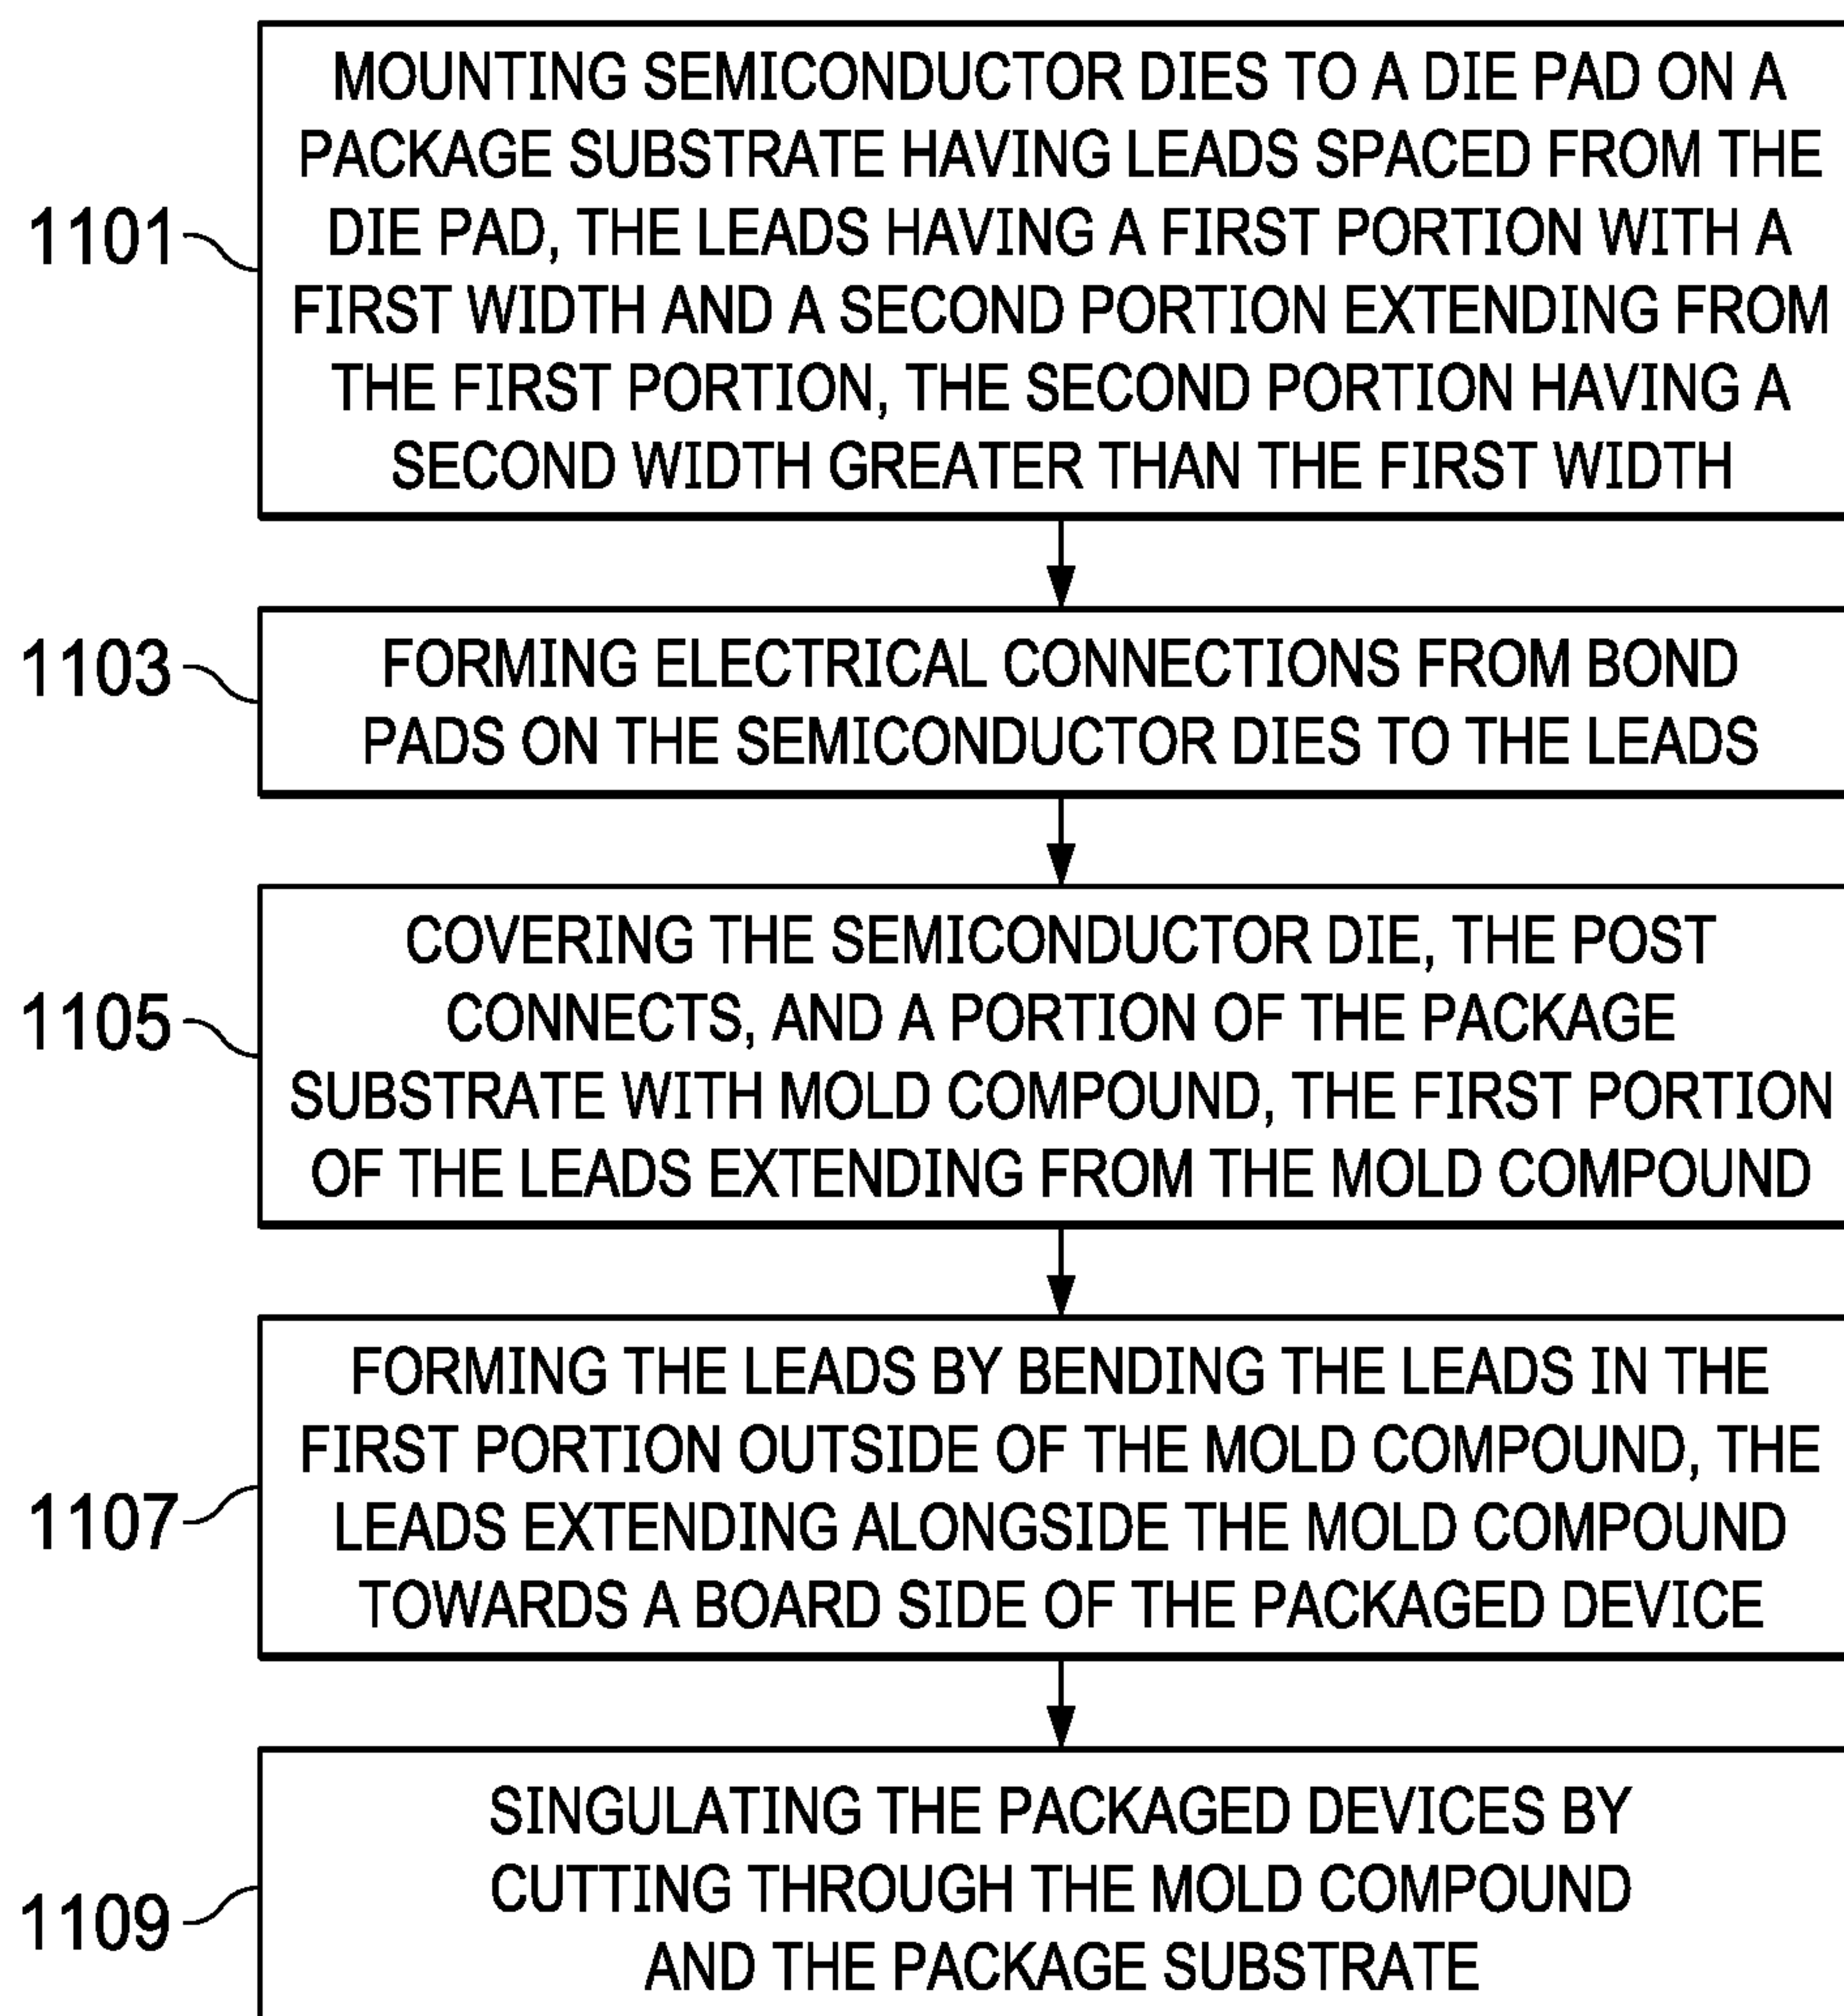 MOUNTING SEMICONDUCTOR DIES TO A DIE PAD ON A
PACKAGE SUBSTRATE HAVING LEADS SPACED FROM THE
1101
DIE PAD, THE LEADS HAVING A FIRST PORTION WITH A
FIRST WIDTH AND A SECOND PORTION EXTENDING FROM
THE FIRST PORTION, THE SECOND PORTION HAVING A
SECOND WIDTH GREATER THAN THE FIRST WIDTH
1103
FORMING ELECTRICAL CONNECTIONS FROM BOND
PADS ON THE SEMICONDUCTOR DIES TO THE LEADS
COVERING THE SEMICONDUCTOR DIE, THE POST
1105
CONNECTS, AND A PORTION OF THE PACKAGE
SUBSTRATE WITH MOLD COMPOUND, THE FIRST PORTION
OF THE LEADS EXTENDING FROM THE MOLD COMPOUND
FORMING THE LEADS BY BENDING THE LEADS IN THE
FIRST PORTION OUTSIDE OF THE MOLD COMPOUND, THE
1107
LEADS EXTENDING ALONGSIDE THE MOLD COMPOUND
TOWARDS A BOARD SIDE OF THE PACKAGED DEVICE
SINGULATING THE PACKAGED DEVICES BY
CUTTING THROUGH THE MOLD COMPOUND
1109
AND THE PACKAGE SUBSTRATE